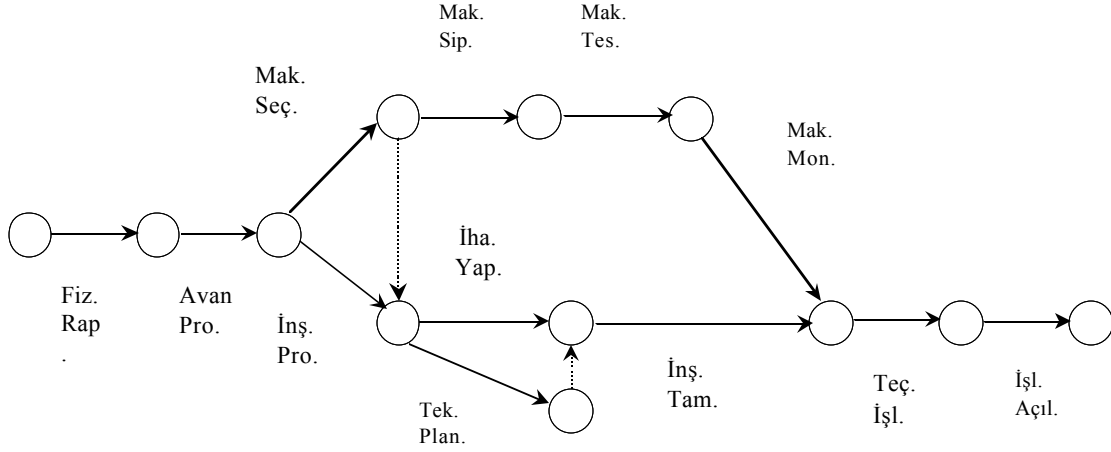 Mak.
Sip.
Mak.
Tes.
Mak.
Seç.
Mak.
Mon.
İha.
Yap.
Fiz.
Rap
.
Avan
Pro.
İnş.
Pro.
Tek.
Plan.
İnş.
Tam.
Teç.
İşl.
İşl.
Açıl.